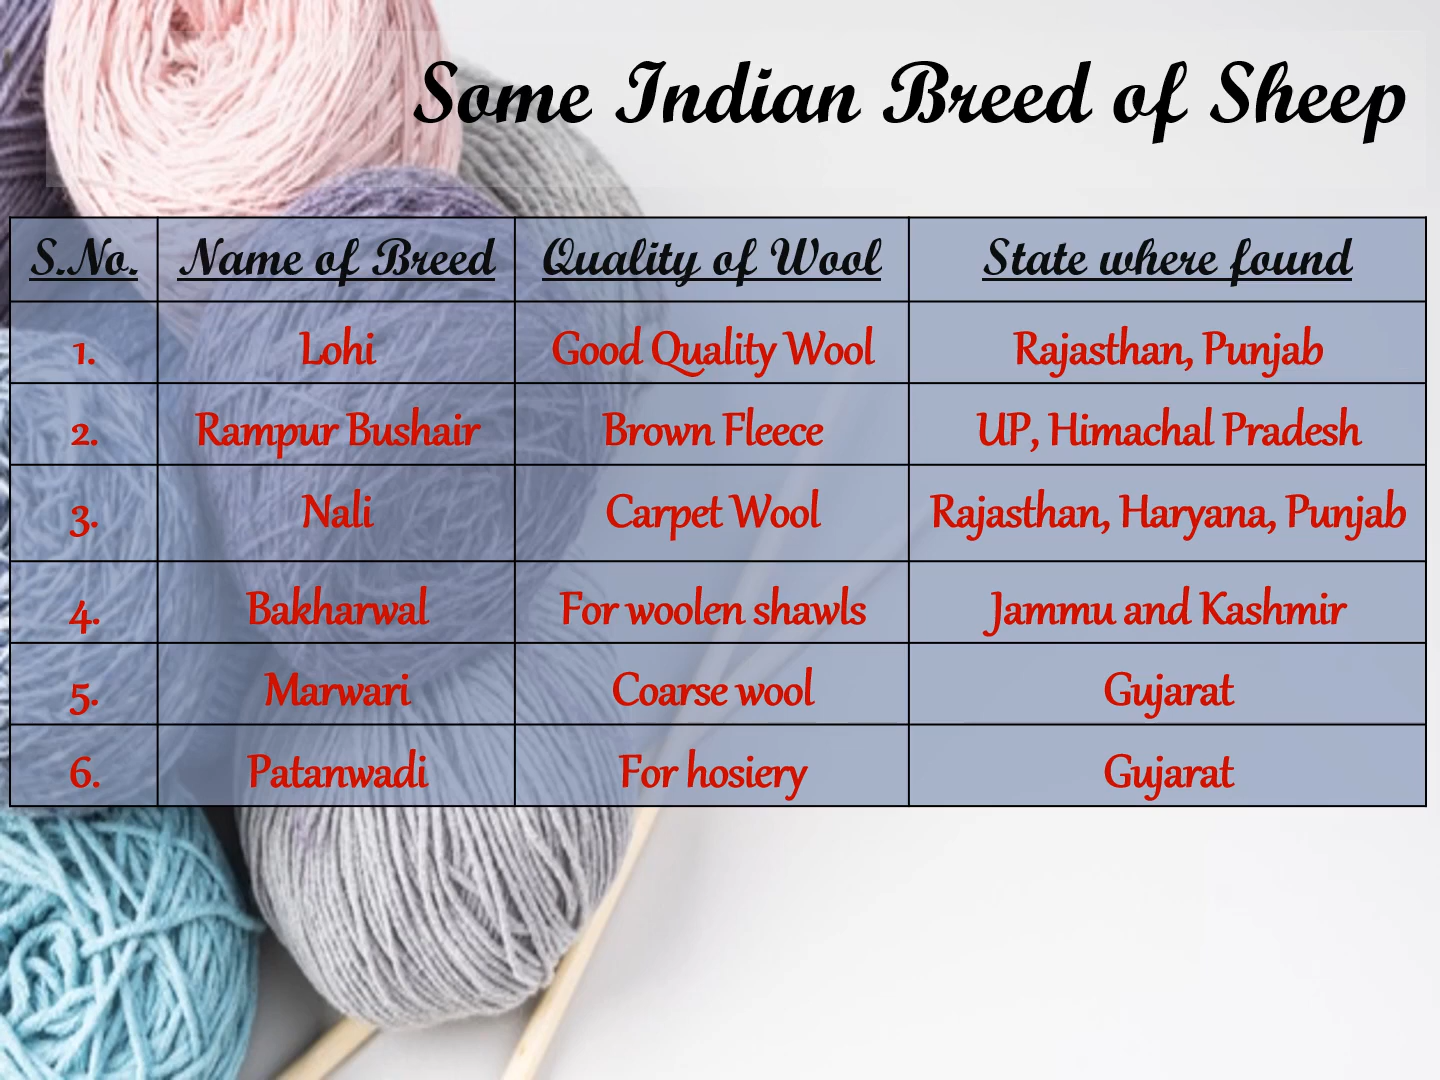 Some Indian Breed of Sheep
S.No. Name of Breed Quality of Wool State where found
1. Lohi Good Quality Wool Rajasthan, Punjab
2. Rampur Bushair Brown Fleece UP, Himachal Pradesh
3. Nali Carpet Wool Rajasthan, Haryana, Punjab
4. Bakharwal For woolen shawls Jammu and Kashmir
5. Marwari Coarse wool Gujarat
6. Patanwadi For hosiery Gujarat